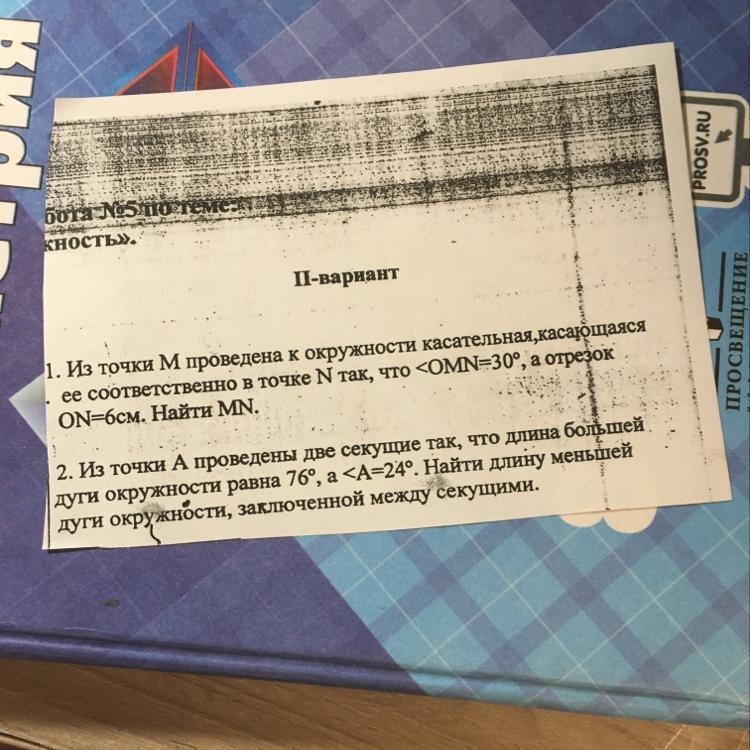 бота №5 по теме:
кность».
II-вариант
1. Из точки М проведена к окружности касательная,касающаяся
ее соответственно в точке N так, что <OMN=30°, а отрезок
ON=6см. Найти MN.
2. Из точки А проведены две секущие так, что длина большей
дуги окружности равна 76°, а <A=24°. Найти длину меньшей
дуги окружности, заключенной между секущими.
PROSV.RU
ПРОСВЕЩЕНИЕ